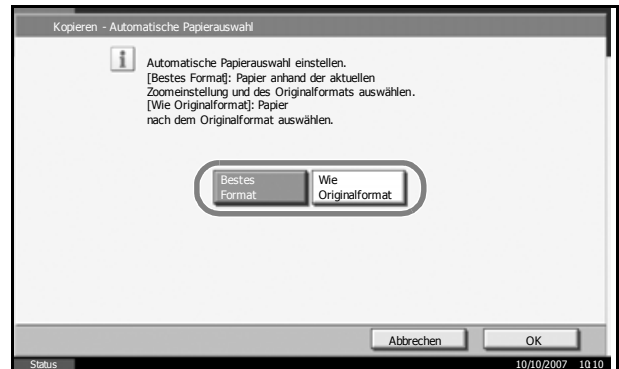 Kopieren - Automatische Papierauswahl
Automatische Papierauswahl einstellen.
[Bestes Format]: Papier anhand der aktuellen
Zoomeinstellung und des Originalformats auswählen.
[Wie Originalformat]: Papier
nach dem Originalformat auswählen.
Bestes
Format
Wie
Originalformat
Abbrechen
OK
Status
10/10/2007 10:10